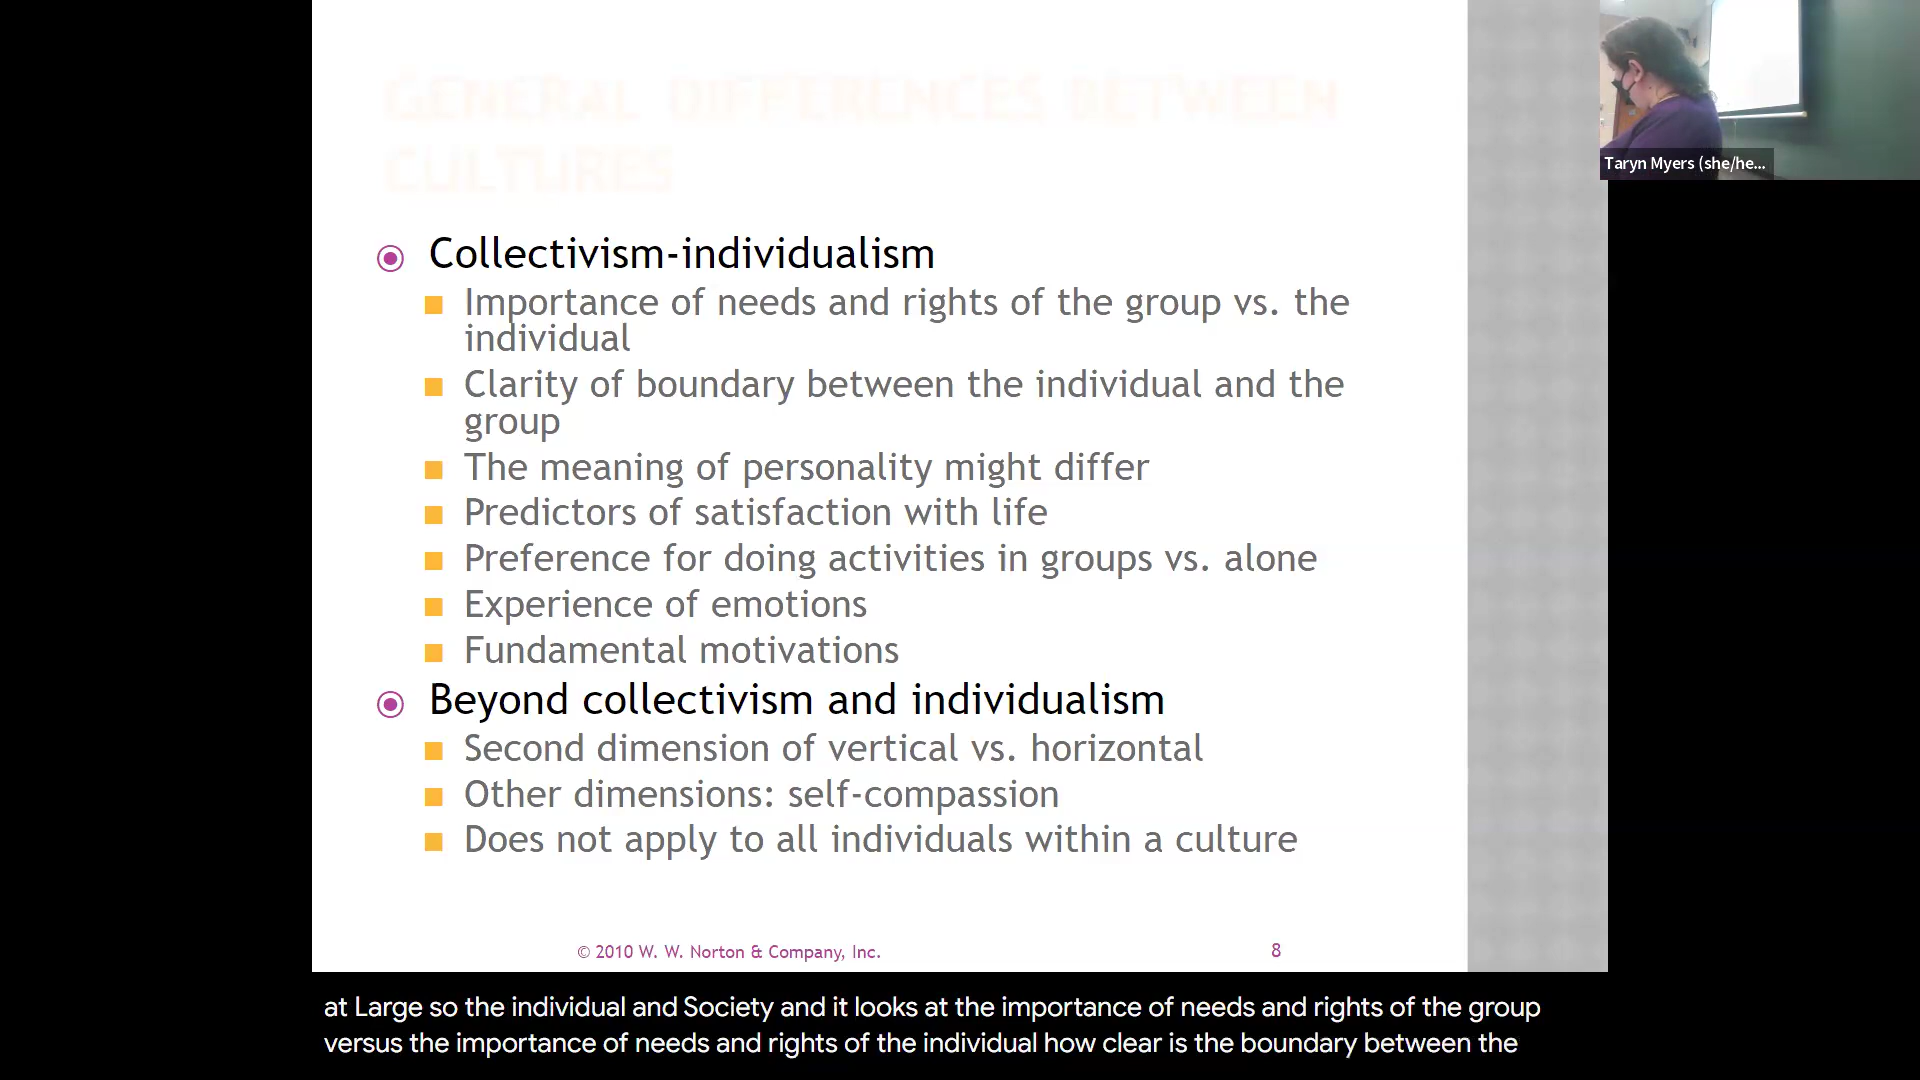 GENERAL DIFFERENCES BETWEEN
CULTURES
Collectivism-individualism
Importance of needs and rights of the group vs. the
individual
Clarity of boundary between the individual and the
group
The meaning of personality might differ
Predictors of satisfaction with life
Preference for doing activities in groups vs. alone
Experience of emotions
Fundamental motivations
Beyond collectivism and individualism
Second dimension of vertical vs. horizontal
Other dimensions: self-compassion
Does not apply to all individuals within a culture
© 2010 W. W. Norton & Company, Inc.
8
Taryn Myers (she/he...
at Large so the individual and Society and it looks at the importance of needs and rights of the group
versus the importance of needs and rights of the individual how clear is the boundary between the